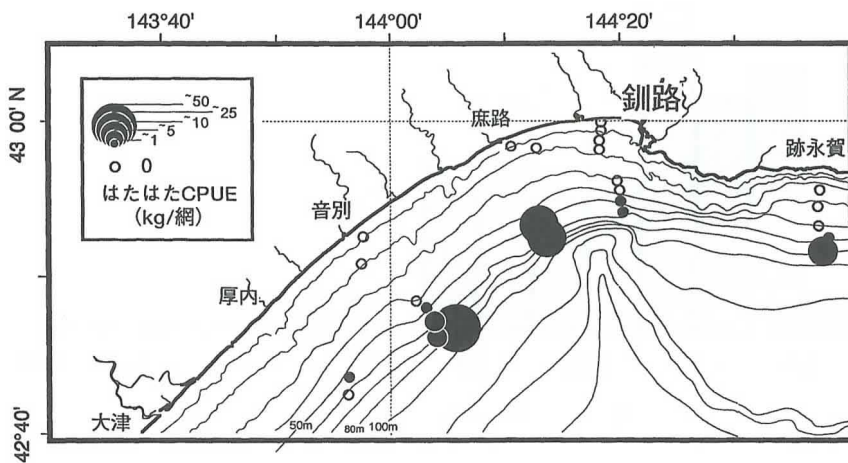 143°40' 144°00' 144°20'
43 00' N
42°40'
~50
~25
~10
~5
~1
0
はたはたCPUE
(kg/網)
釧路
庶路
跡永賀
音別
厚内
大津
50m 80m 100m